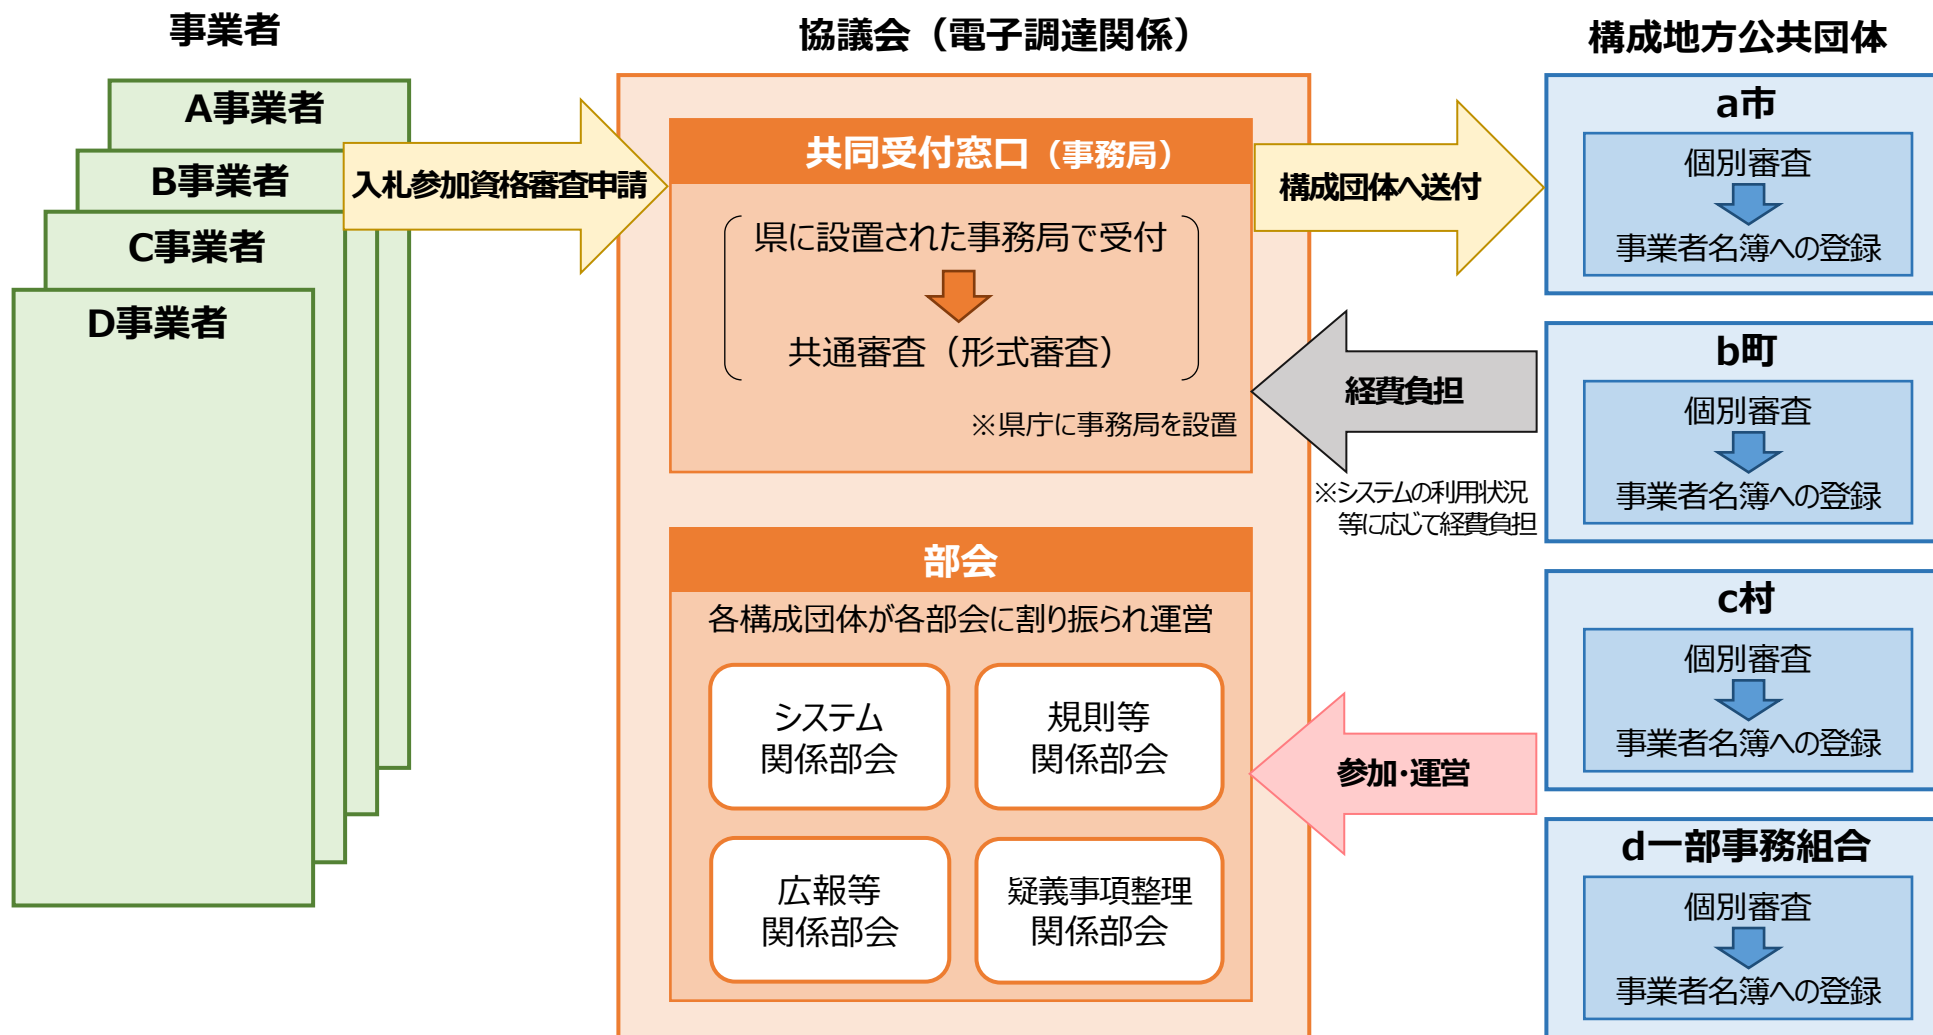 事業者
A事業者
B事業者
C事業者
D事業者
入札参加資格審査申請
協議会（電子調達関係）
共同受付窓口（事務局）
県に設置された事務局で受付
共通審査（形式審査）
※県庁に事務局を設置
部会
各構成団体が各部会に割り振られ運営
システム
関係部会
規則等
関係部会
広報等
関係部会
疑義事項整理
関係部会
構成団体へ送付
経費負担
※システムの利用状況
等に応じて経費負担
参加・運営
構成地方公共団体
a市
個別審査
事業者名簿への登録
b町
個別審査
事業者名簿への登録
c村
個別審査
事業者名簿への登録
d一部事務組合
個別審査
事業者名簿への登録